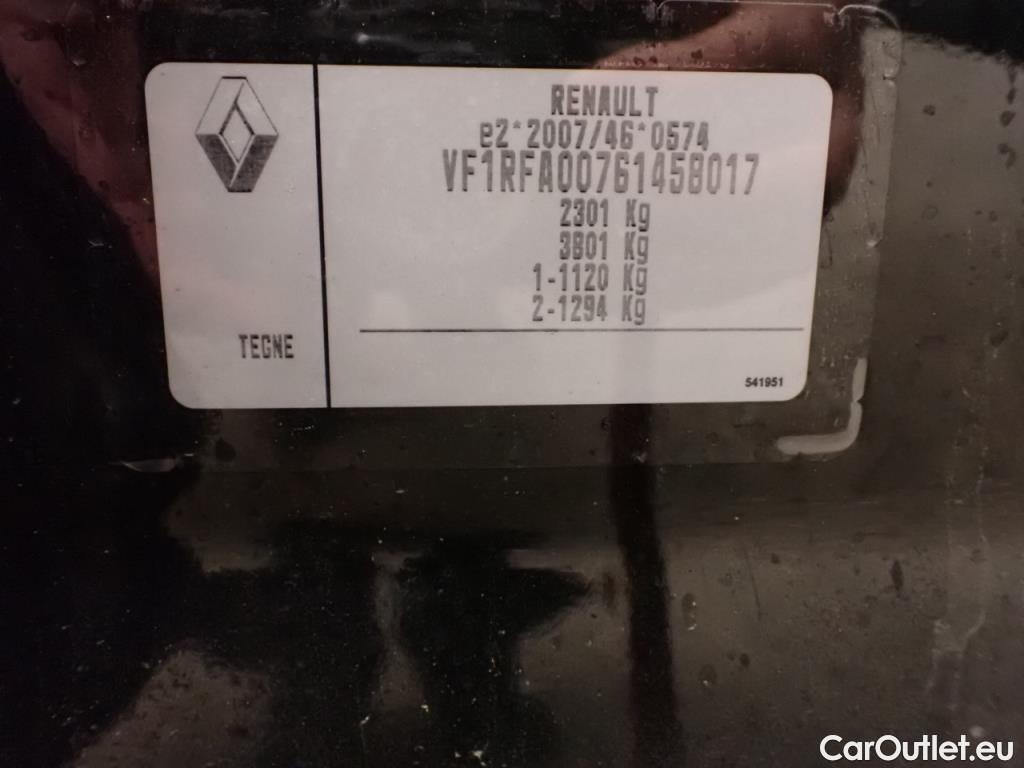 RENAULT
e2*2007/46*0574
VF1RFA00761458017
2301 Kg
3801 Kg
1-1120 Kg
2-1294 Kg
TEGNE
541951
CarOutlet.eu